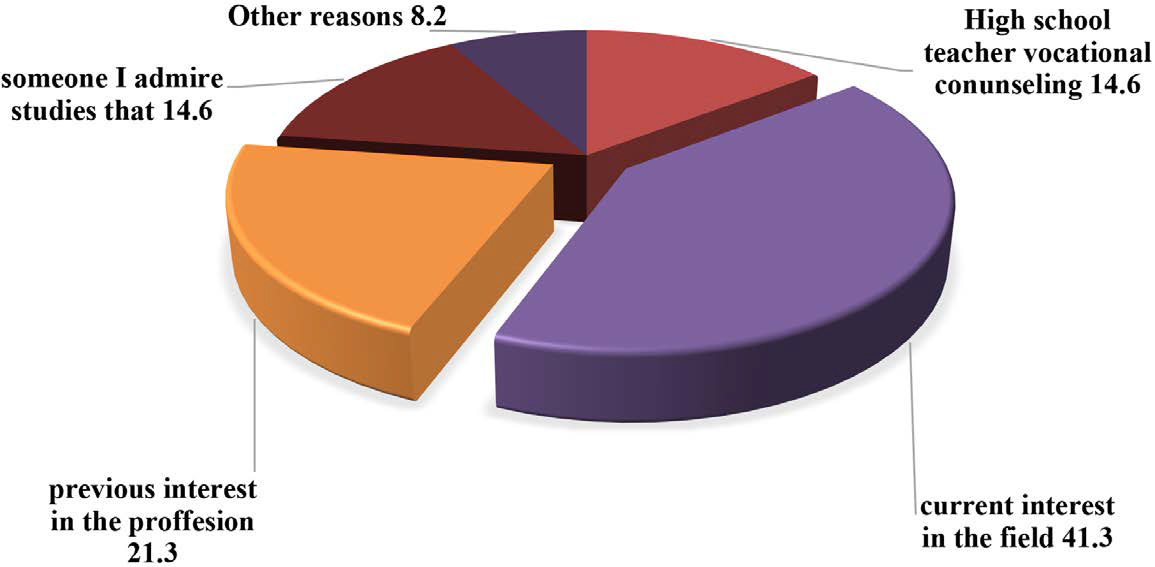 Other reasons 8.2
High school
teacher vocational
conunseling 14.6
someone I admire
studies that 14.6
previous interest
in the proffesion
21.3
current interest
in the field 41.3